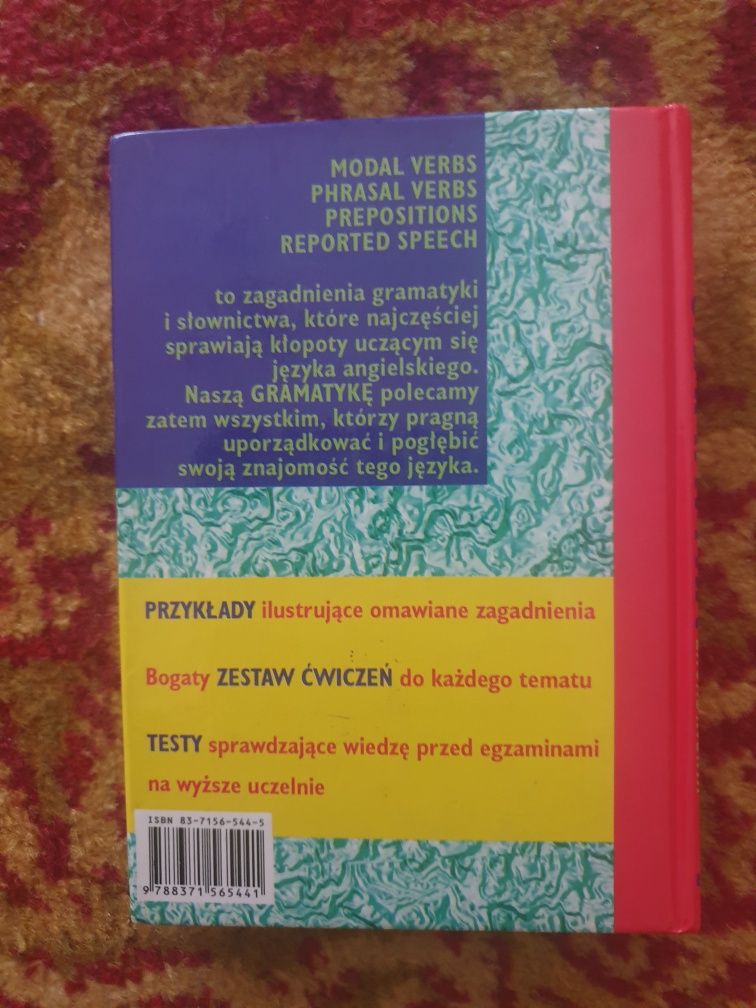 MODAL VERBS
PHRASAL VERBS
PREPOSITIONS
REPORTED SPEECH
to zagadnienia gramatyki
i słownictwa, które najczęściej
sprawiają kłopoty uczącym się
języka angielskiego.
Naszą GRAMATYKĘ polecamy
zatem wszystkim, którzy pragną
uporządkować i pogłębić
swoją znajomość tego języka.
PRZYKŁADY ilustrujące omawiane zagadnienia
Bogaty ZESTAW ĆWICZEŃ do każdego tematu
TESTY sprawdzające wiedzę przed egzaminami
na wyższe uczelnie
ISBN 83-7156-544-5
9 788371 565441